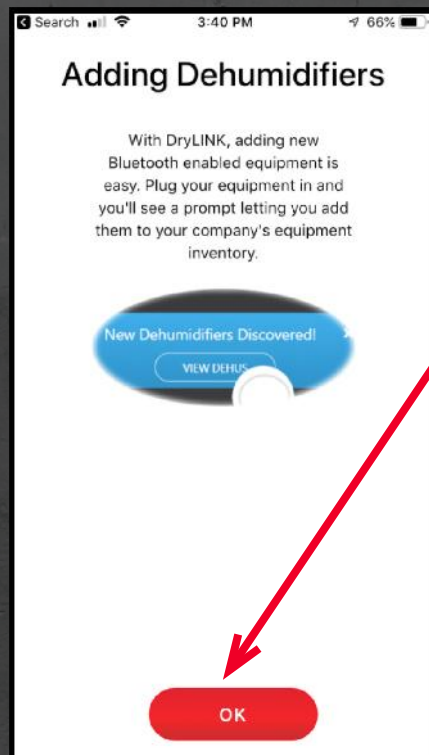 Search 3:40 PM 66%
Adding Dehumidifiers
With DryLINK, adding new
Bluetooth enabled equipment is
easy. Plug your equipment in and
you'll see a prompt letting you add
them to your company's equipment
inventory.
New Dehumidifiers Discovered!
VIEW DEHUS
OK